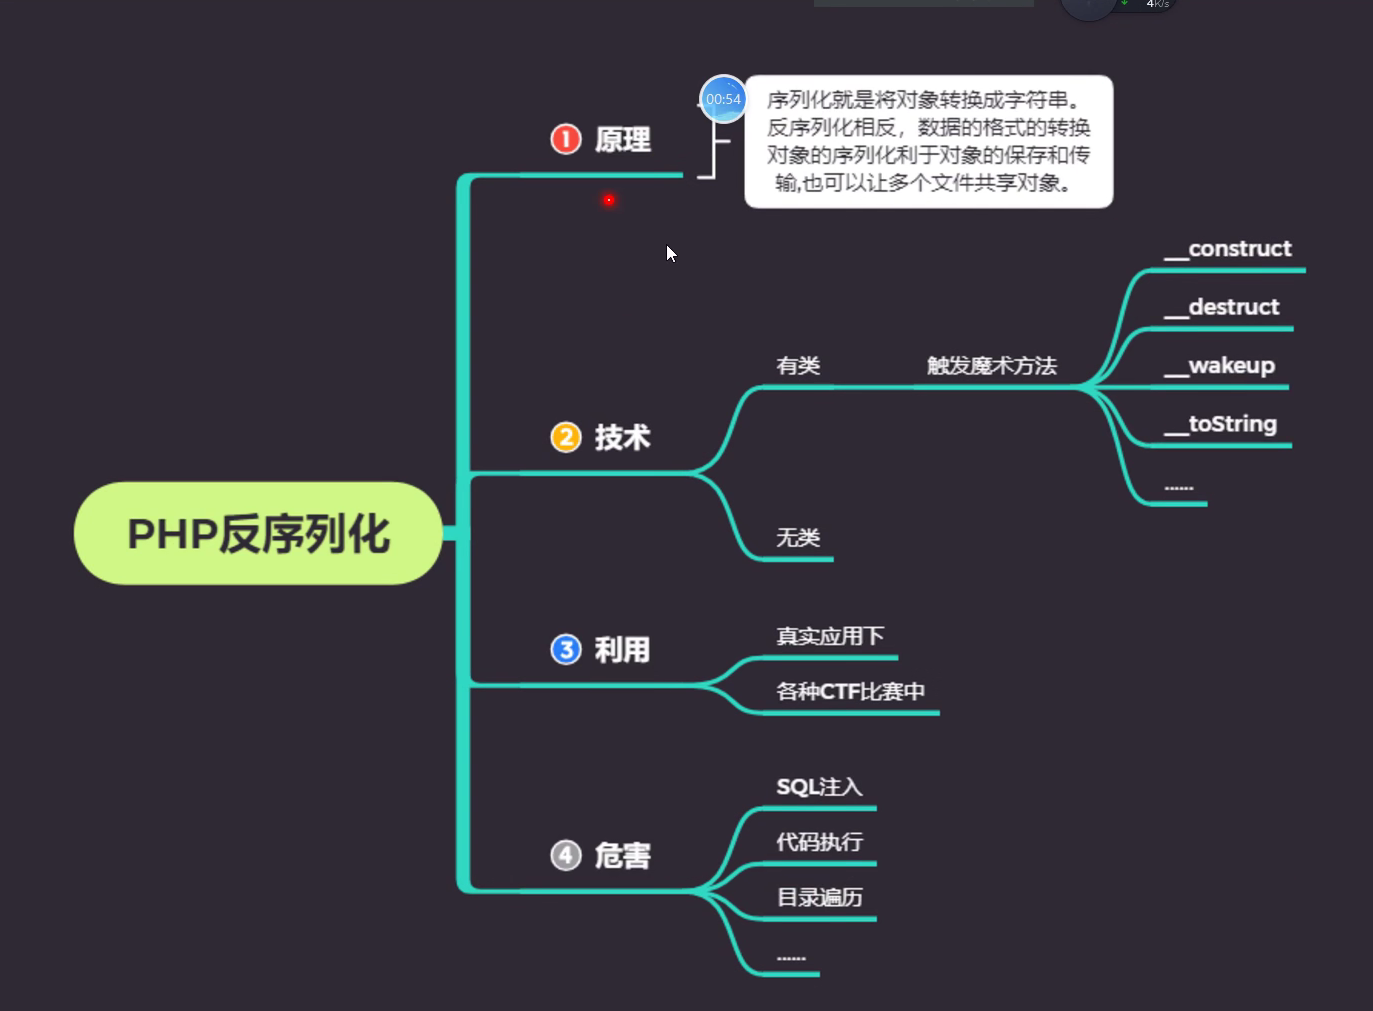 4K/s
00:54
序列化就是将对象转换成字符串。
反序列化相反，数据的格式的转换
对象的序列化利于对象的保存和传
输,也可以让多个文件共享对象。
1 原理
__construct
__destruct
有类
触发魔术方法
__wakeup
__toString
2 技术
......
PHP反序列化
无类
真实应用下
3 利用
各种CTF比赛中
SQL注入
代码执行
4 危害
目录遍历
......